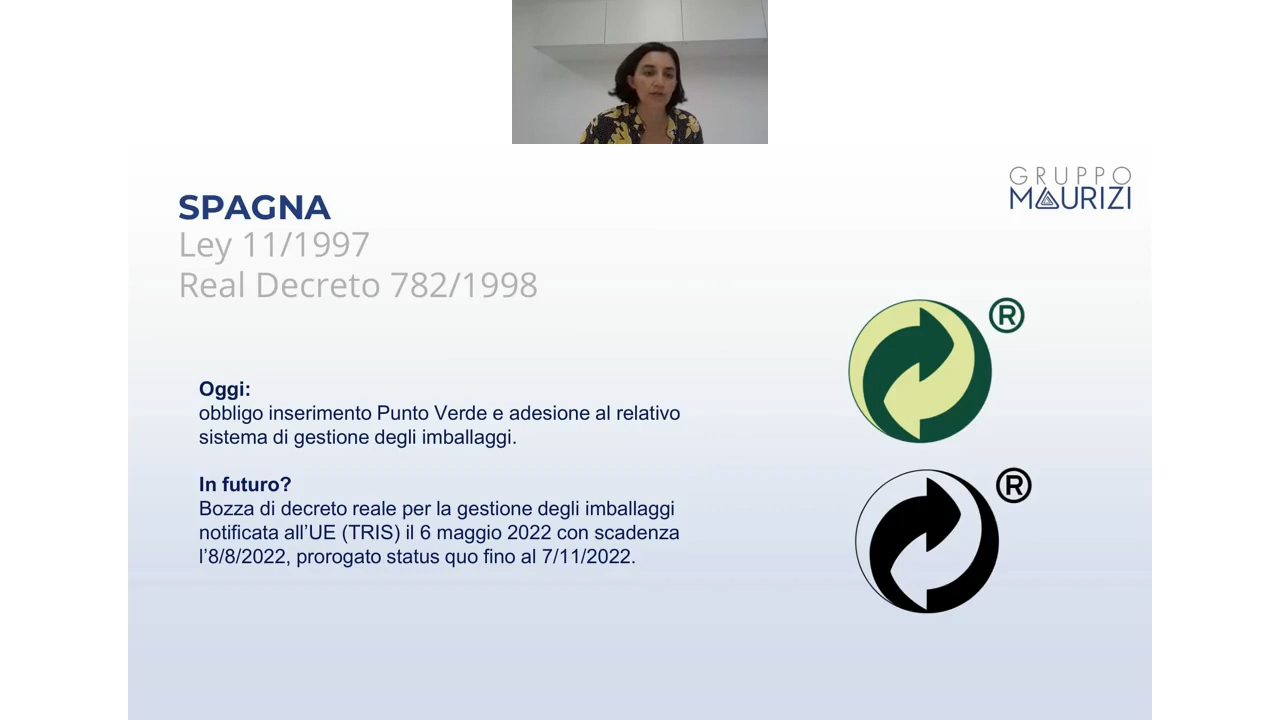 GRUPPO
MAURIZI
SPAGNA
Ley 11/1997
Real Decreto 782/1998
®
Oggi:
obbligo inserimento Punto Verde e adesione al relativo
sistema di gestione degli imballaggi.
®
In futuro?
Bozza di decreto reale per la gestione degli imballaggi
notificata all’UE (TRIS) il 6 maggio 2022 con scadenza
l’8/8/2022, prorogato status quo fino al 7/11/2022.